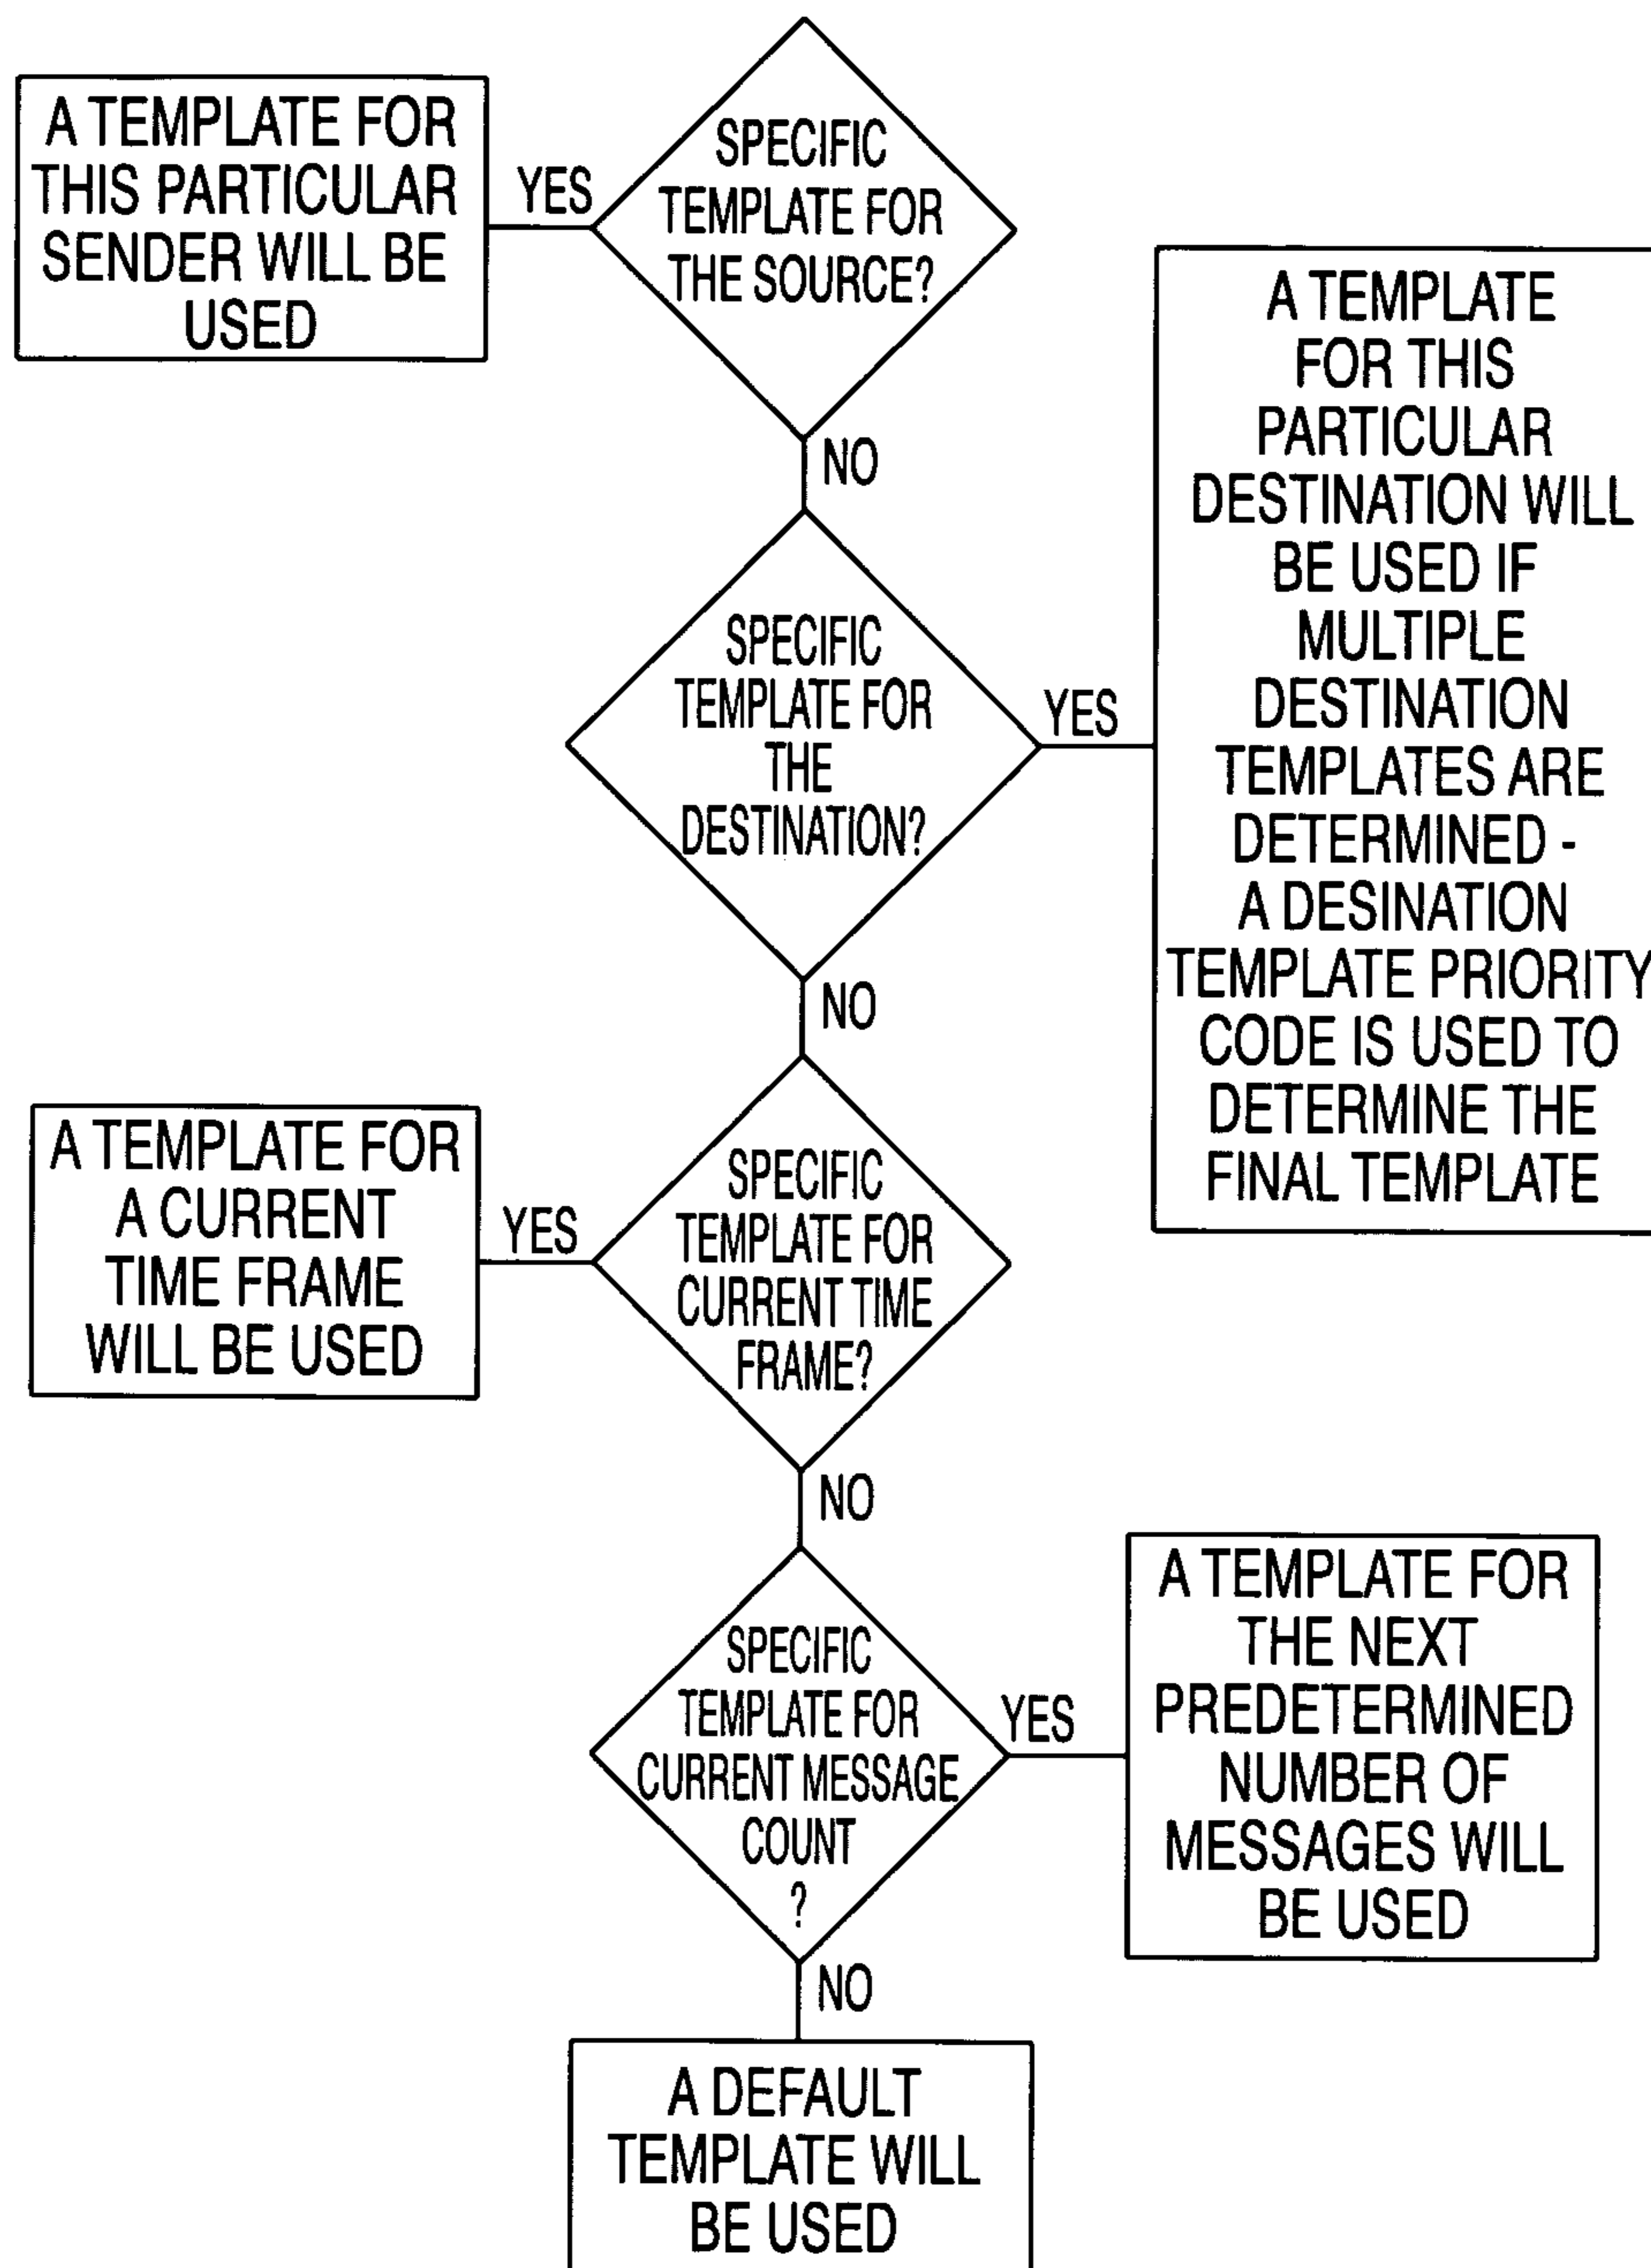 A TEMPLATE FOR
THIS PARTICULAR
SENDER WILL BE
USED
YES
SPECIFIC
TEMPLATE FOR
THE SOURCE?
NO
SPECIFIC
TEMPLATE FOR
THE
DESTINATION?
YES
A TEMPLATE
FOR THIS
PARTICULAR
DESTINATION WILL
BE USED IF
MULTIPLE
DESTINATION
TEMPLATES ARE
DETERMINED -
A DESINATION
TEMPLATE PRIORITY
CODE IS USED TO
DETERMINE THE
FINAL TEMPLATE
NO
A TEMPLATE FOR
A CURRENT
TIME FRAME
WILL BE USED
YES
SPECIFIC
TEMPLATE FOR
CURRENT TIME
FRAME?
NO
SPECIFIC
TEMPLATE FOR
CURRENT MESSAGE
COUNT
?
YES
A TEMPLATE FOR
THE NEXT
PREDETERMINED
NUMBER OF
MESSAGES WILL
BE USED
NO
A DEFAULT
TEMPLATE WILL
BE USED